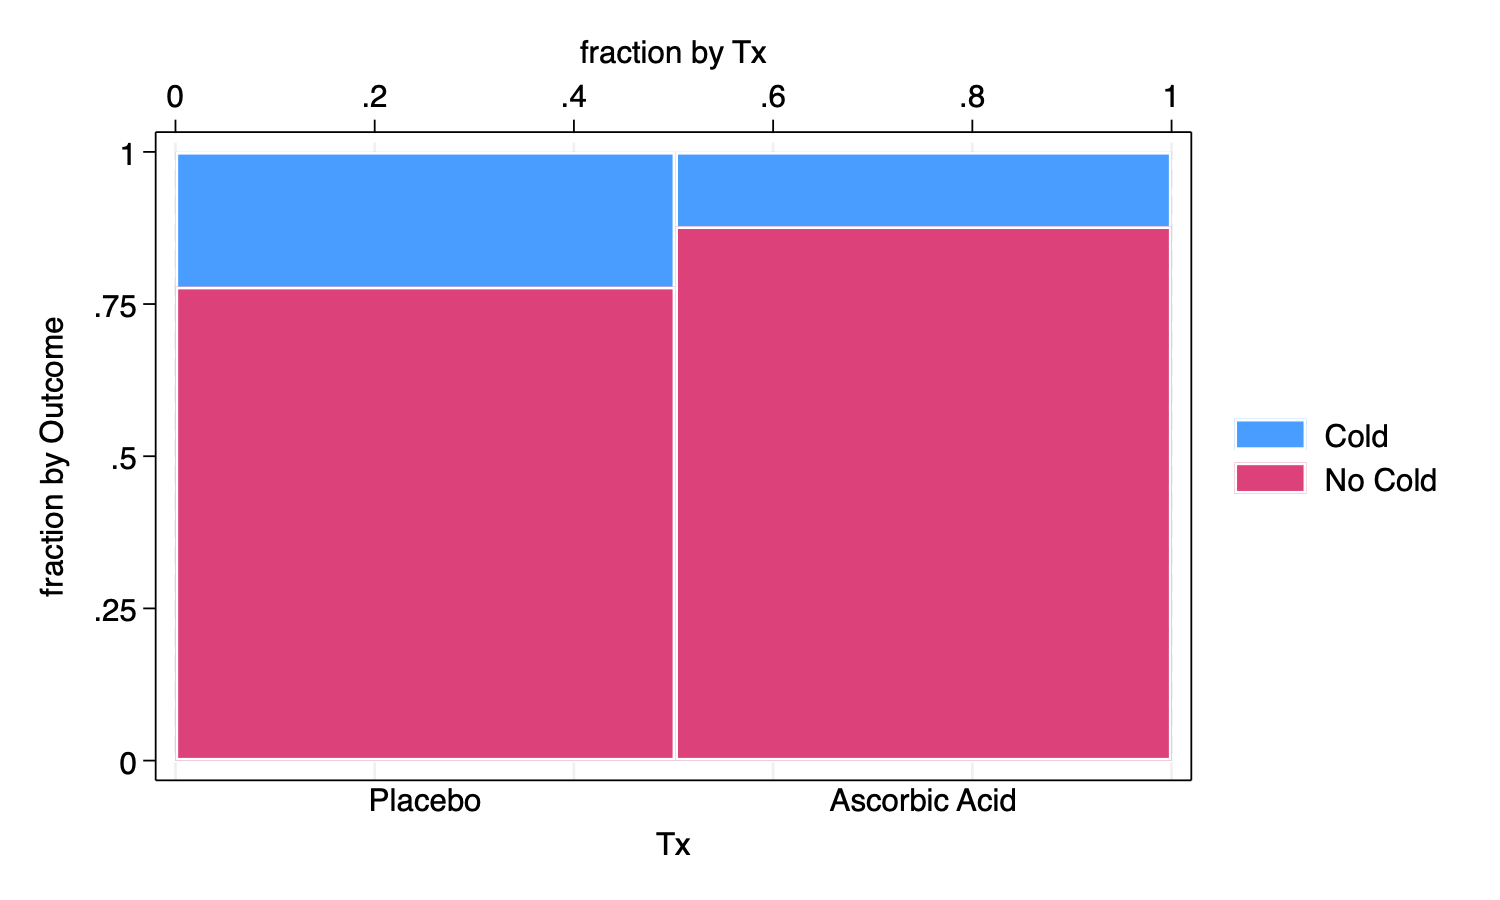 fraction by Tx
0 .2 .4 .6 .8 1
fraction by Outcome
1
.75
.5
.25
0
Placebo Ascorbic Acid
Tx
Cold
No Cold